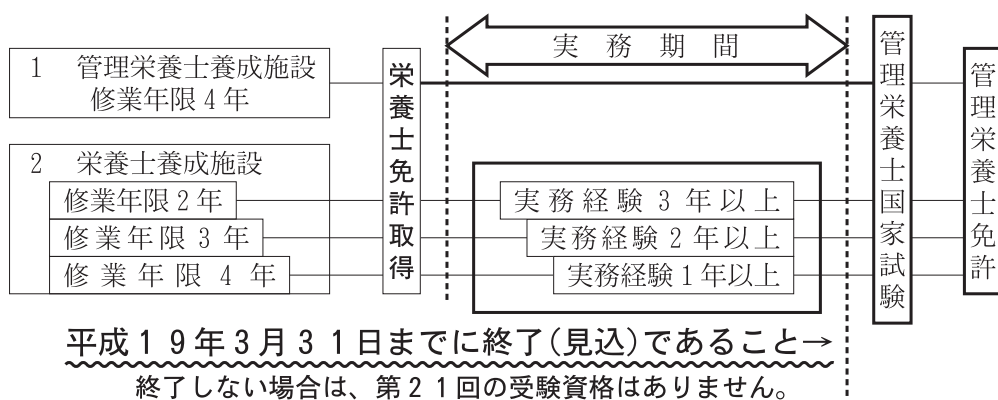 実務期間
1 管理栄養士養成施設
修業年限4年
2 栄養士養成施設
修業年限2年
修業年限3年
修業年限4年
栄養士免許取得
実務経験3年以上
実務経験2年以上
実務経験1年以上
管理栄養士国家試験
管理栄養士免許
平成19年3月31日までに終了(見込)であること→
終了しない場合は、第21回の受験資格はありません。